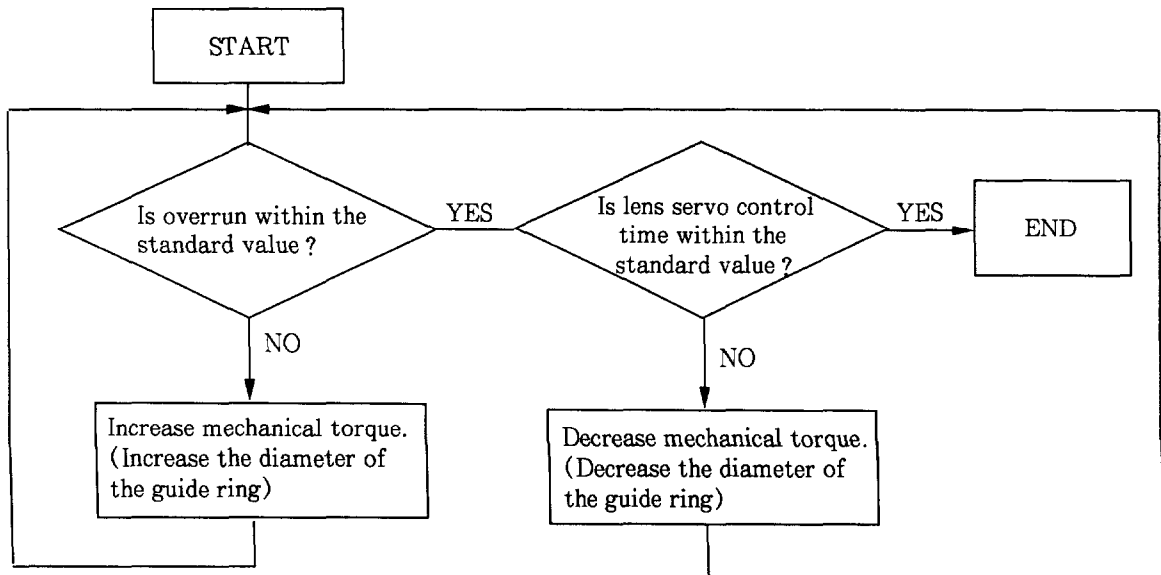 START
Is overrun within the
standard value?
YES
Is lens servo control
time within the
standard value?
YES
END
NO
NO
Increase mechanical torque.
(Increase the diameter of
the guide ring)
Decrease mechanical torque.
(Decrease the diameter of
the guide ring)